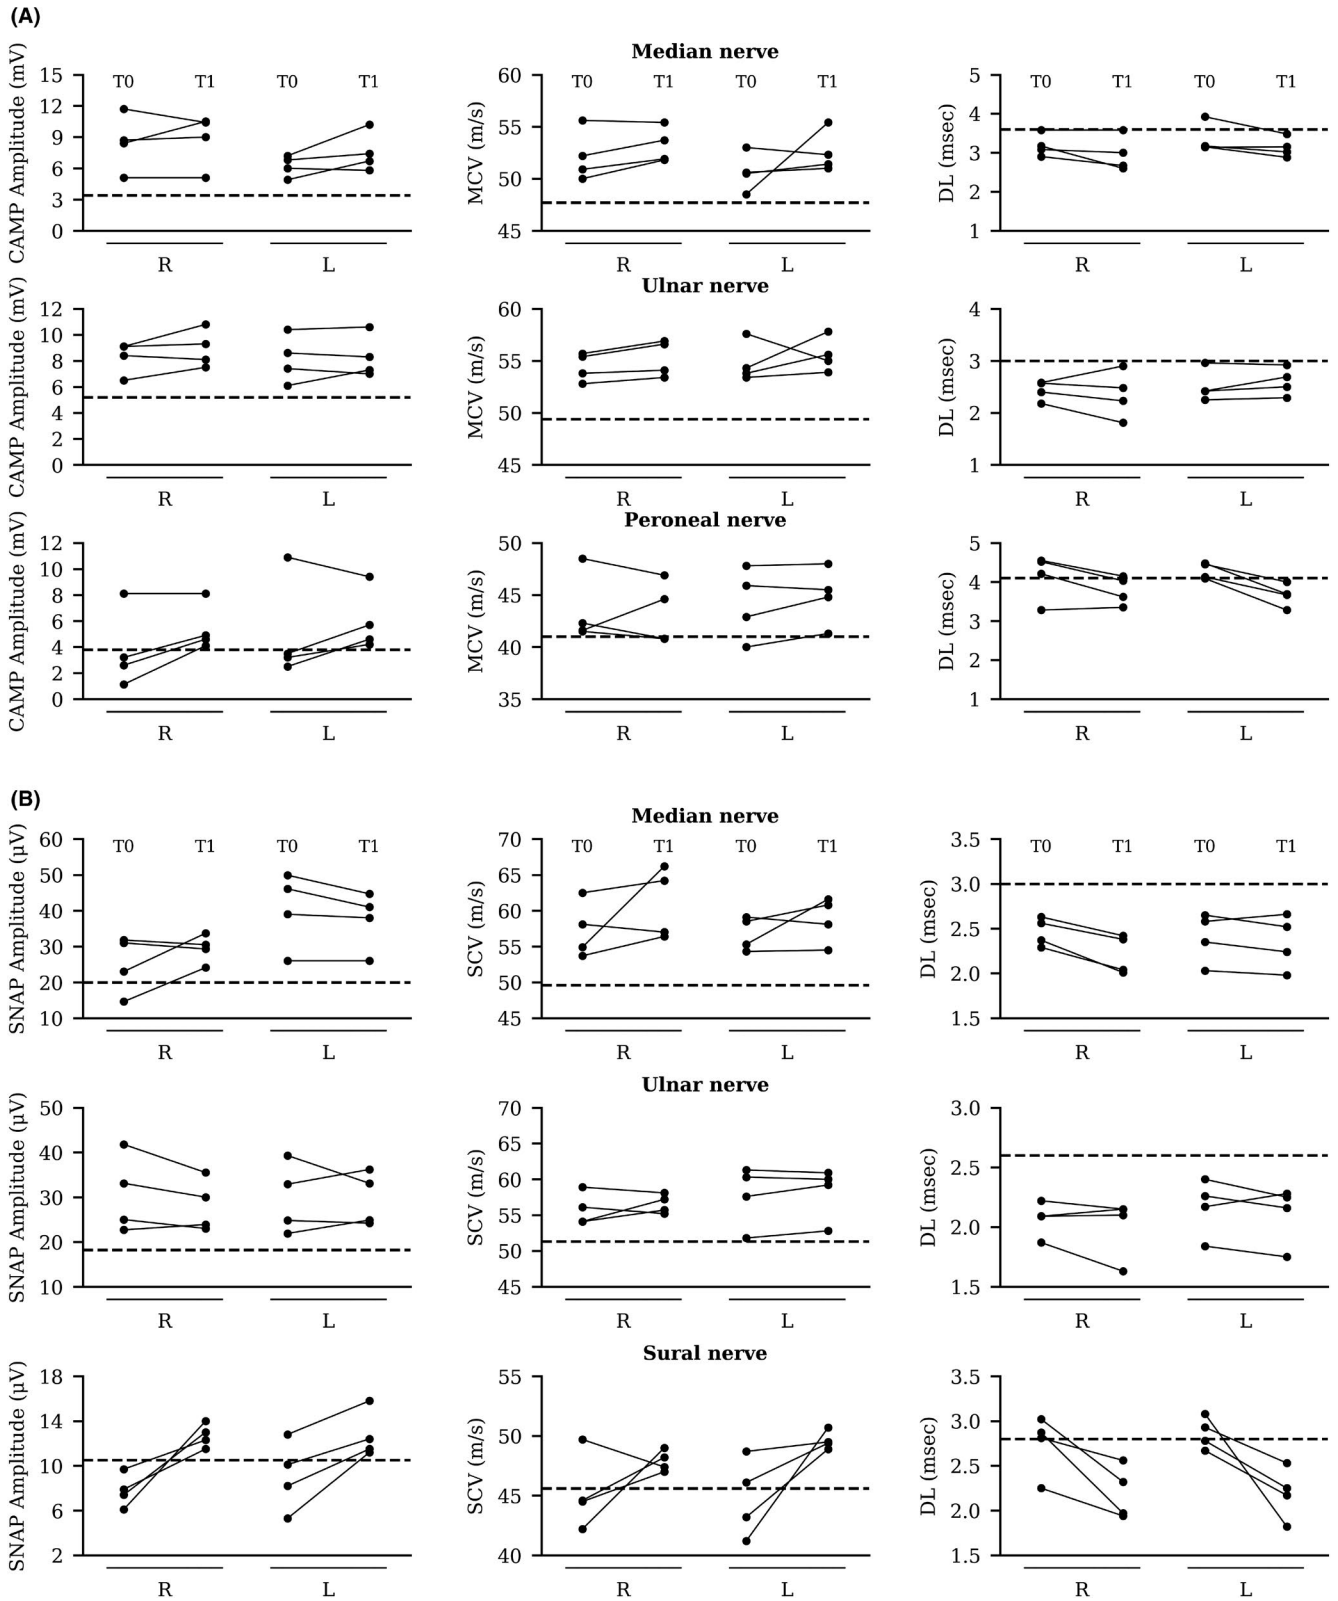 (A)
Median nerve
CAMP Amplitude (mV)
15
12
9
6
3
0
T0 T1 T0 T1
R L
MCV (m/s)
60
55
50
45
T0 T1 T0 T1
R L
DL (msec)
5
4
3
2
1
T0 T1 T0 T1
R L
Ulnar nerve
CAMP Amplitude (mV)
12
10
8
6
4
2
0
R L
MCV (m/s)
60
55
50
45
R L
DL (msec)
4
3
2
1
R L
Peroneal nerve
CAMP Amplitude (mV)
12
10
8
6
4
2
0
R L
MCV (m/s)
50
45
40
35
R L
DL (msec)
5
4
3
2
1
R L
(B)
Median nerve
SNAP Amplitude (μV)
60
50
40
30
20
10
T0 T1 T0 T1
R L
SCV (m/s)
70
65
60
55
50
45
T0 T1 T0 T1
R L
DL (msec)
3.5
3.0
2.5
2.0
1.5
T0 T1 T0 T1
R L
Ulnar nerve
SNAP Amplitude (μV)
50
40
30
20
10
R L
SCV (m/s)
70
65
60
55
50
45
R L
DL (msec)
3.0
2.5
2.0
1.5
R L
Sural nerve
SNAP Amplitude (μV)
18
14
10
6
2
R L
SCV (m/s)
55
50
45
40
R L
DL (msec)
3.5
3.0
2.5
2.0
1.5
R L